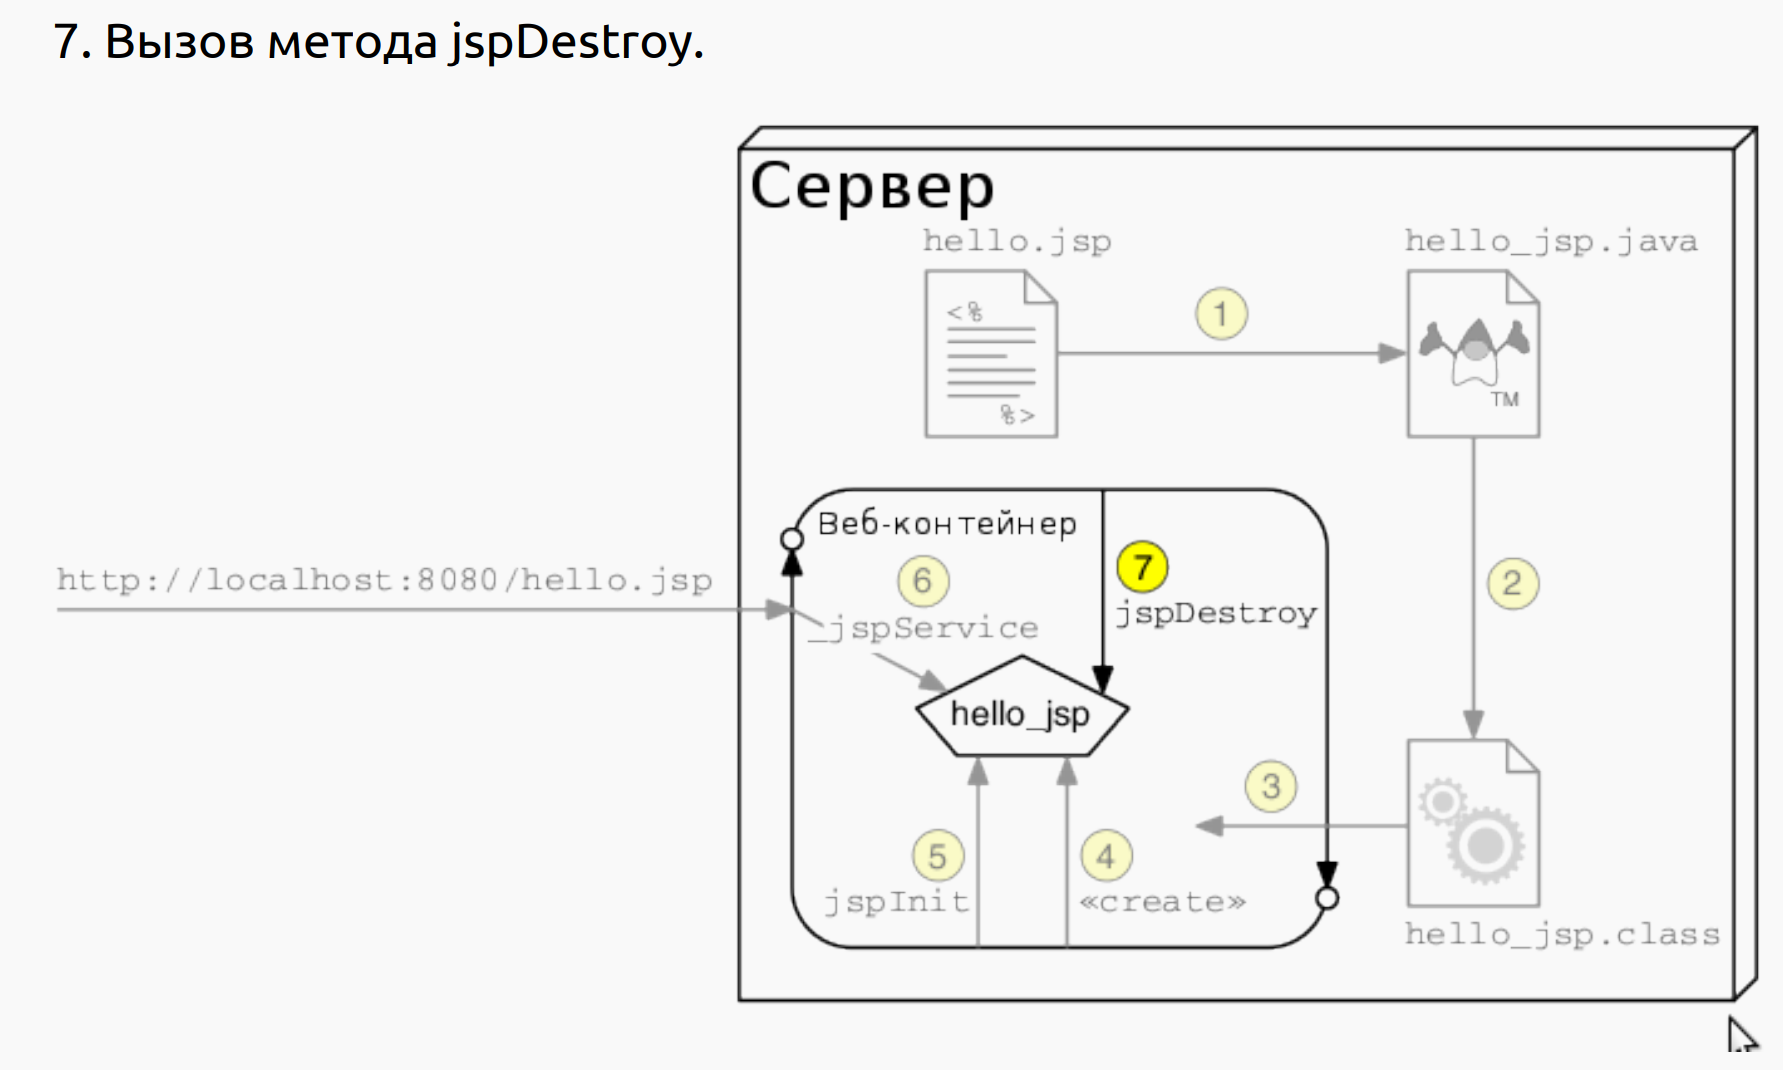 7. Вызов метода jspDestroy.
Сервер
hello.jsp
hello_jsp.java
<%
1
%>
TM
Веб-контейнер
http://localhost:8080/hello.jsp
6
7
2
_jspService
jspDestroy
hello_jsp
3
5
4
jspInit
«create»
hello_jsp.class